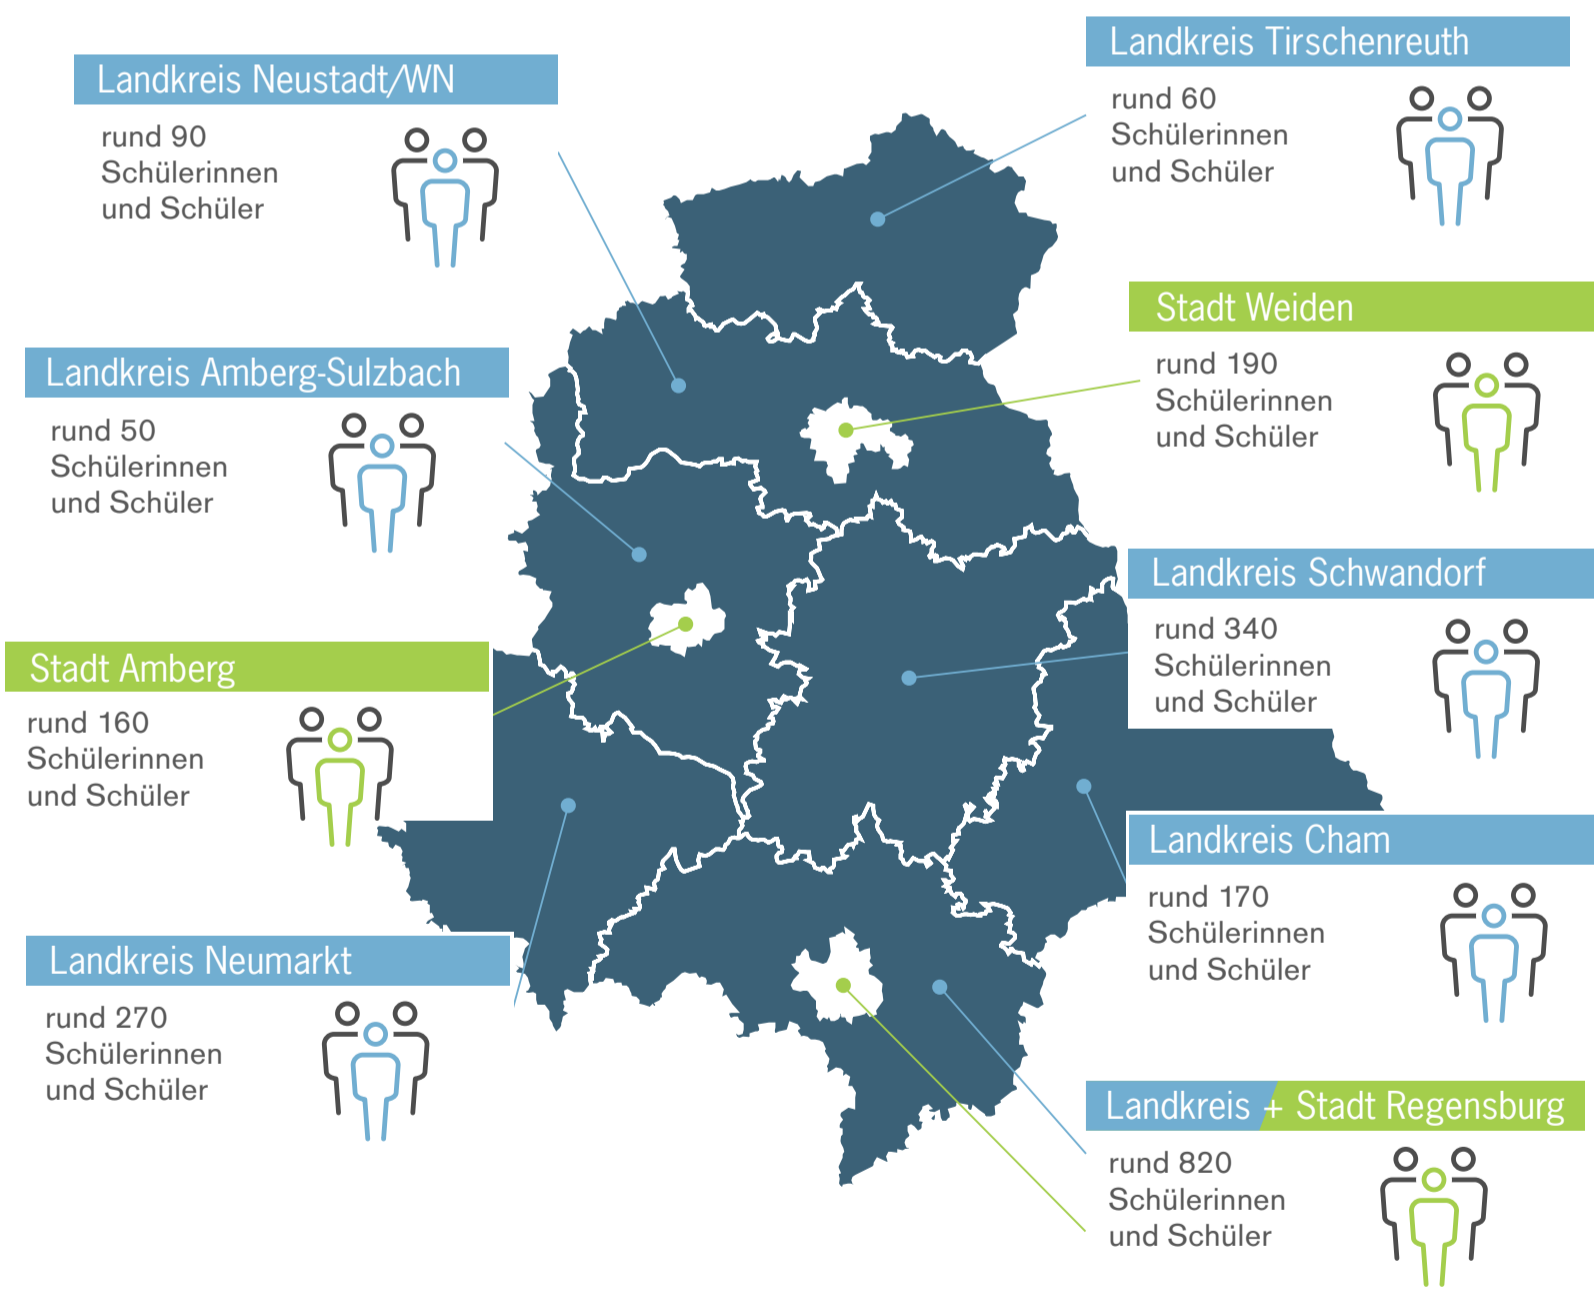 Landkreis Neustadt/WN
rund 90
Schülerinnen
und Schüler
Landkreis Tirschenreuth
rund 60
Schülerinnen
und Schüler
Stadt Weiden
rund 190
Schülerinnen
und Schüler
Landkreis Amberg-Sulzbach
rund 50
Schülerinnen
und Schüler
Landkreis Schwandorf
rund 340
Schülerinnen
und Schüler
Stadt Amberg
rund 160
Schülerinnen
und Schüler
Landkreis Cham
rund 170
Schülerinnen
und Schüler
Landkreis Neumarkt
rund 270
Schülerinnen
und Schüler
Landkreis + Stadt Regensburg
rund 820
Schülerinnen
und Schüler